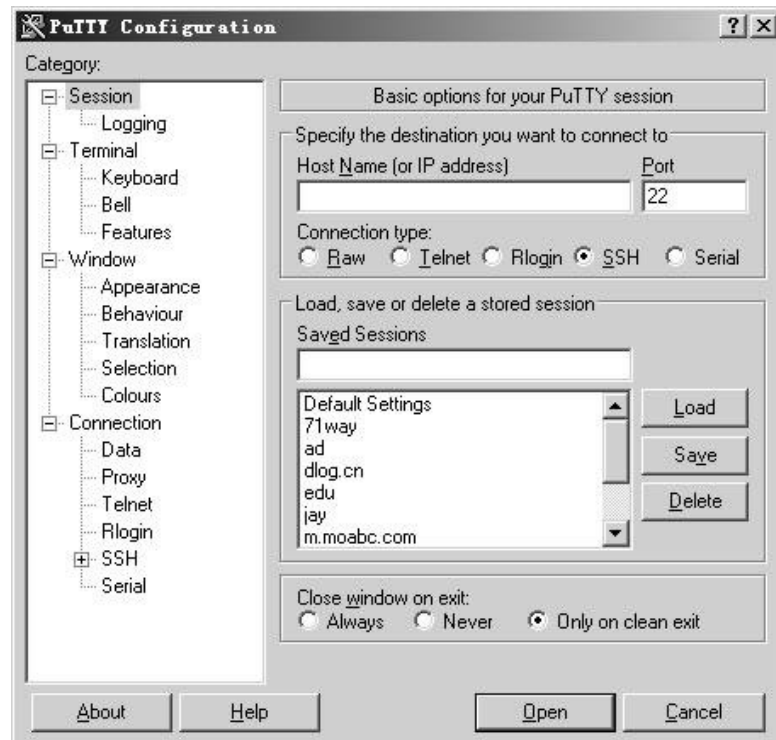 PuTTY Configuration
Category:
Session
Logging
Terminal
Keyboard
Bell
Features
Window
Appearance
Behaviour
Translation
Selection
Colours
Connection
Data
Proxy
Telnet
Rlogin
SSH
Serial
Basic options for your PuTTY session
Specify the destination you want to connect to
Host Name (or IP address) Port
22
Connection type:
Raw Telnet Rlogin SSH Serial
Load, save or delete a stored session
Saved Sessions
Default Settings
71way
ad
dlog.cn
edu
jay
m.moabc.com
Load
Save
Delete
Close window on exit:
Always Never Only on clean exit
About Help Open Cancel